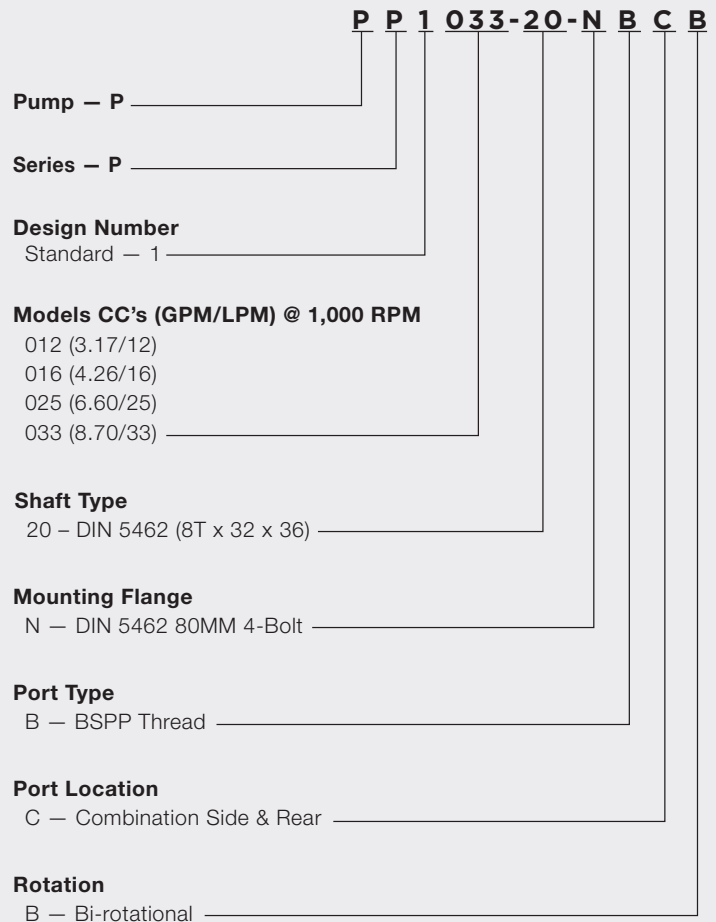 P P 1 033-20-N B C B
Pump — P
Series — P
Design Number
Standard — 1
Models CC's (GPM/LPM) @ 1,000 RPM
012 (3.17/12)
016 (4.26/16)
025 (6.60/25)
033 (8.70/33)
Shaft Type
20 – DIN 5462 (8T x 32 x 36)
Mounting Flange
N — DIN 5462 80MM 4-Bolt
Port Type
B — BSPP Thread
Port Location
C — Combination Side & Rear
Rotation
B — Bi-rotational